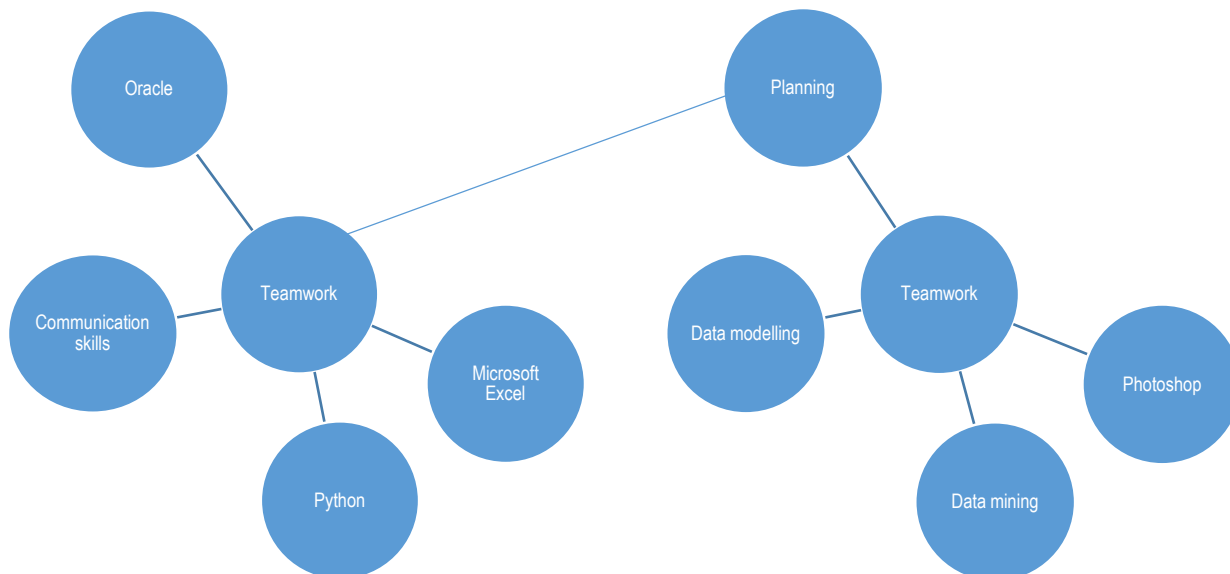 Oracle
Planning
Teamwork
Teamwork
Communication
skills
Data modelling
Microsoft
Excel
Photoshop
Python
Data mining